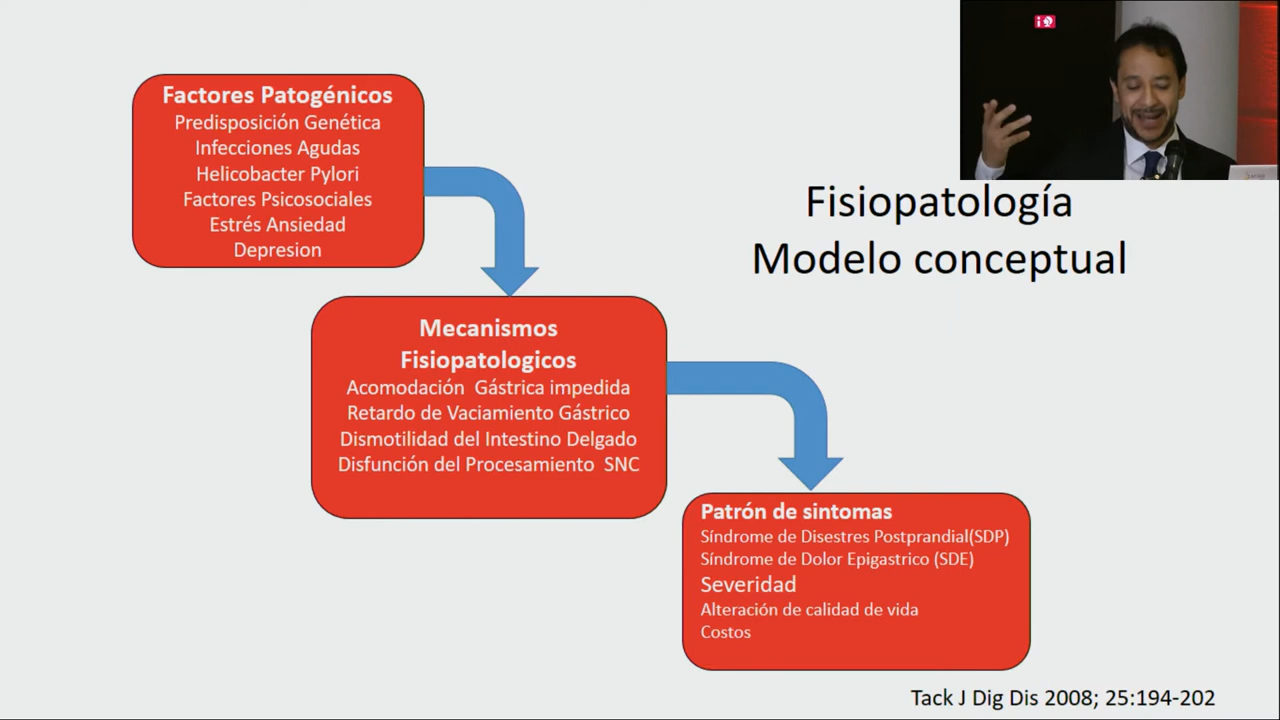 Factores Patogénicos
Predisposición Genética
Infecciones Agudas
Helicobacter Pylori
Factores Psicosociales
Estrés Ansiedad
Depresion
Fisiopatología
Modelo conceptual
Mecanismos
Fisiopatologicos
Acomodación Gástrica impedida
Retardo de Vaciamiento Gástrico
Dismotilidad del Intestino Delgado
Disfunción del Procesamiento SNC
Patrón de sintomas
Síndrome de Disestres Postprandial(SDP)
Síndrome de Dolor Epigastrico (SDE)
Severidad
Alteración de calidad de vida
Costos
Tack J Dig Dis 2008; 25:194-202